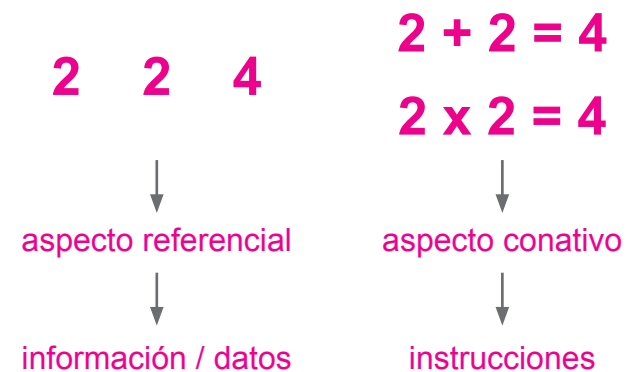 2 2 4
aspecto referencial
información / datos
2 + 2 = 4
2 x 2 = 4
aspecto conativo
instrucciones